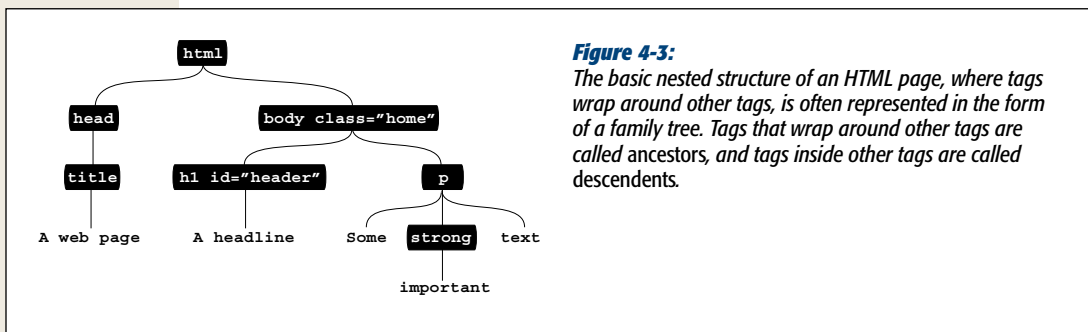 html
head body class="home"
title h1 id="header" p
A web page A headline Some strong text
important
Figure 4-3:
The basic nested structure of an HTML page, where tags
wrap around other tags, is often represented in the form
of a family tree. Tags that wrap around other tags are
called ancestors, and tags inside other tags are called
descendents.